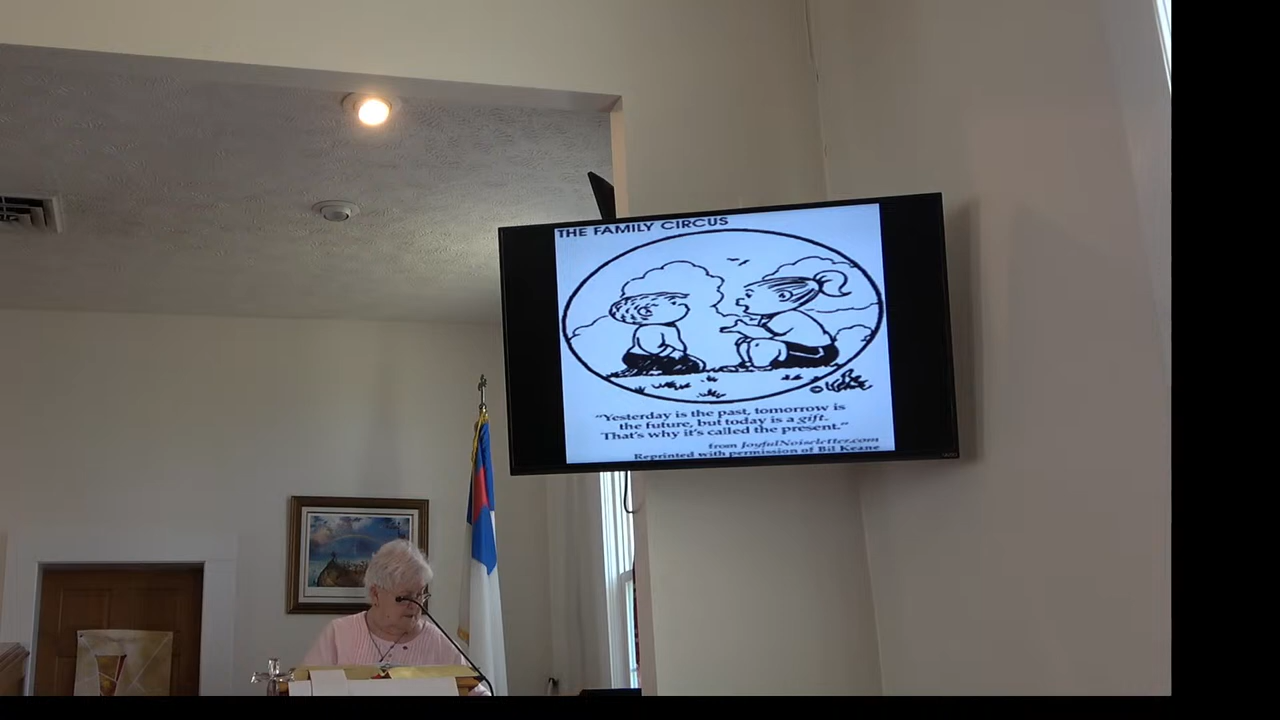 THE FAMILY CIRCUS
"Yesterday is the past, tomorrow is
the future, but today is a gift.
That's why it's called the present."
from JoyfulNoiseletter.com
Reprinted with permission of Bil Keane